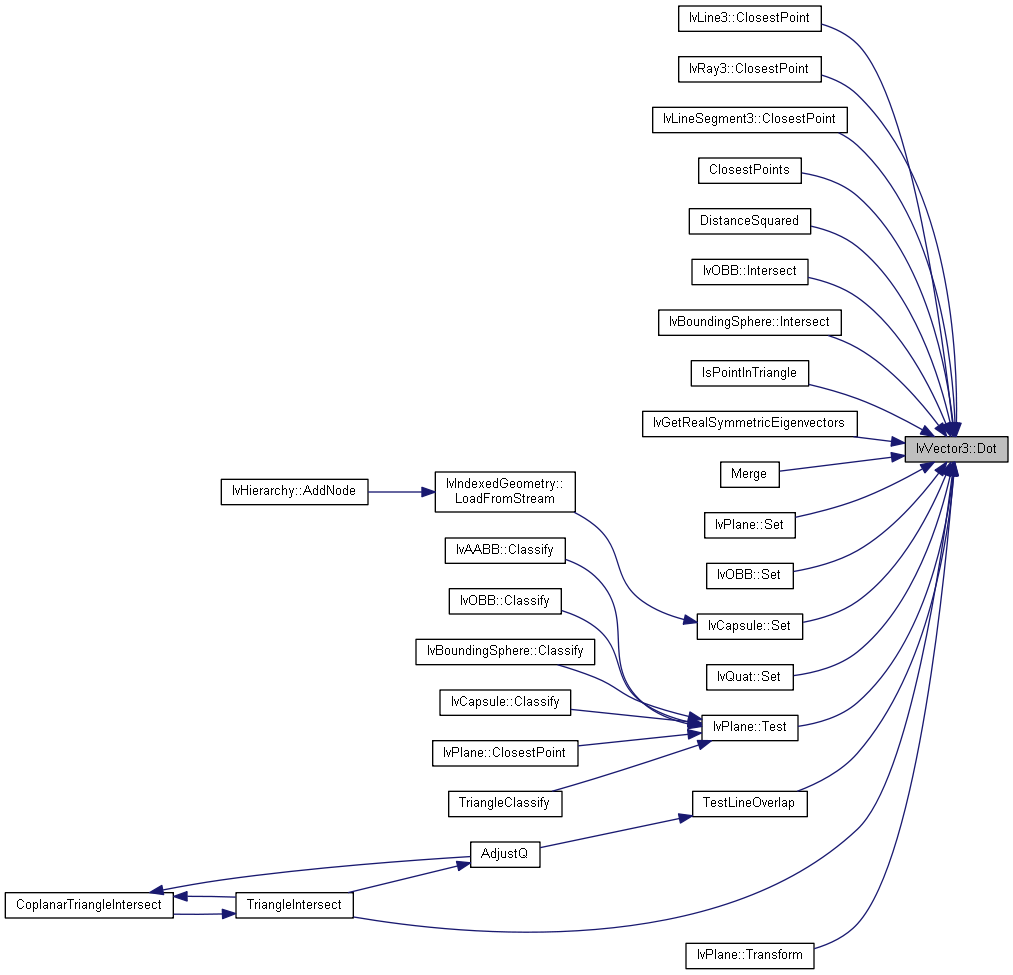 IvLine3::ClosestPoint
IvRay3::ClosestPoint
IvLineSegment3::ClosestPoint
ClosestPoints
DistanceSquared
IvOBB::Intersect
IvBoundingSphere::Intersect
IsPointInTriangle
IvGetRealSymmetricEigenvectors
IvVector3::Dot
Merge
IvHierarchy::AddNode
IvIndexedGeometry::
LoadFromStream
IvPlane::Set
IvAABB::Classify
IvOBB::Set
IvOBB::Classify
IvCapsule::Set
IvBoundingSphere::Classify
IvQuat::Set
IvCapsule::Classify
IvPlane::Test
IvPlane::ClosestPoint
TriangleClassify
TestLineOverlap
AdjustQ
CoplanarTriangleIntersect
TriangleIntersect
IvPlane::Transform